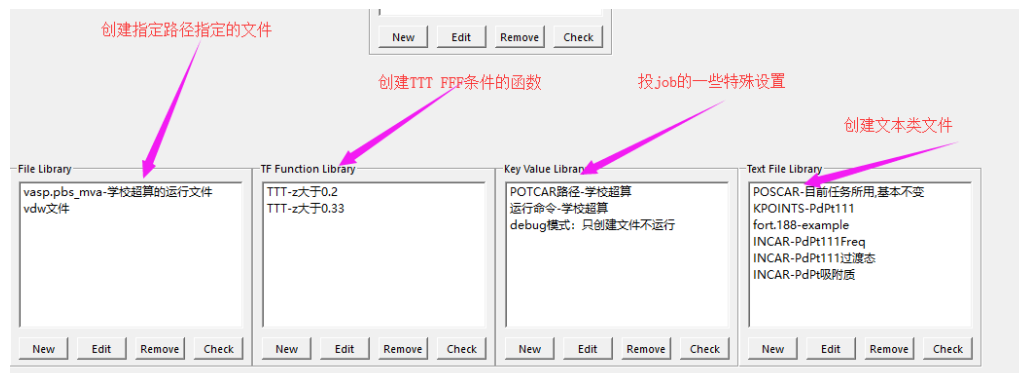 创建指定路径指定的文件
New Edit Remove Check
创建TTT FFF条件的函数
投job的一些特殊设置
创建文本类文件
File Library
vasp.pbs_mva-学校超算的运行文件
vdw文件
New Edit Remove Check
TF Function Library
TTT-z大于0.2
TTT-z大于0.33
New Edit Remove Check
Key Value Library
POTCAR路径-学校超算
运行命令-学校超算
debug模式：只创建文件不运行
New Edit Remove Check
Text File Library
POSCAR-目前任务所用,基本不变
KPOINTS-PdPt111
fort.188-example
INCAR-PdPt111Freq
INCAR-PdPt111过渡态
INCAR-PdPt吸附质
New Edit Remove Check